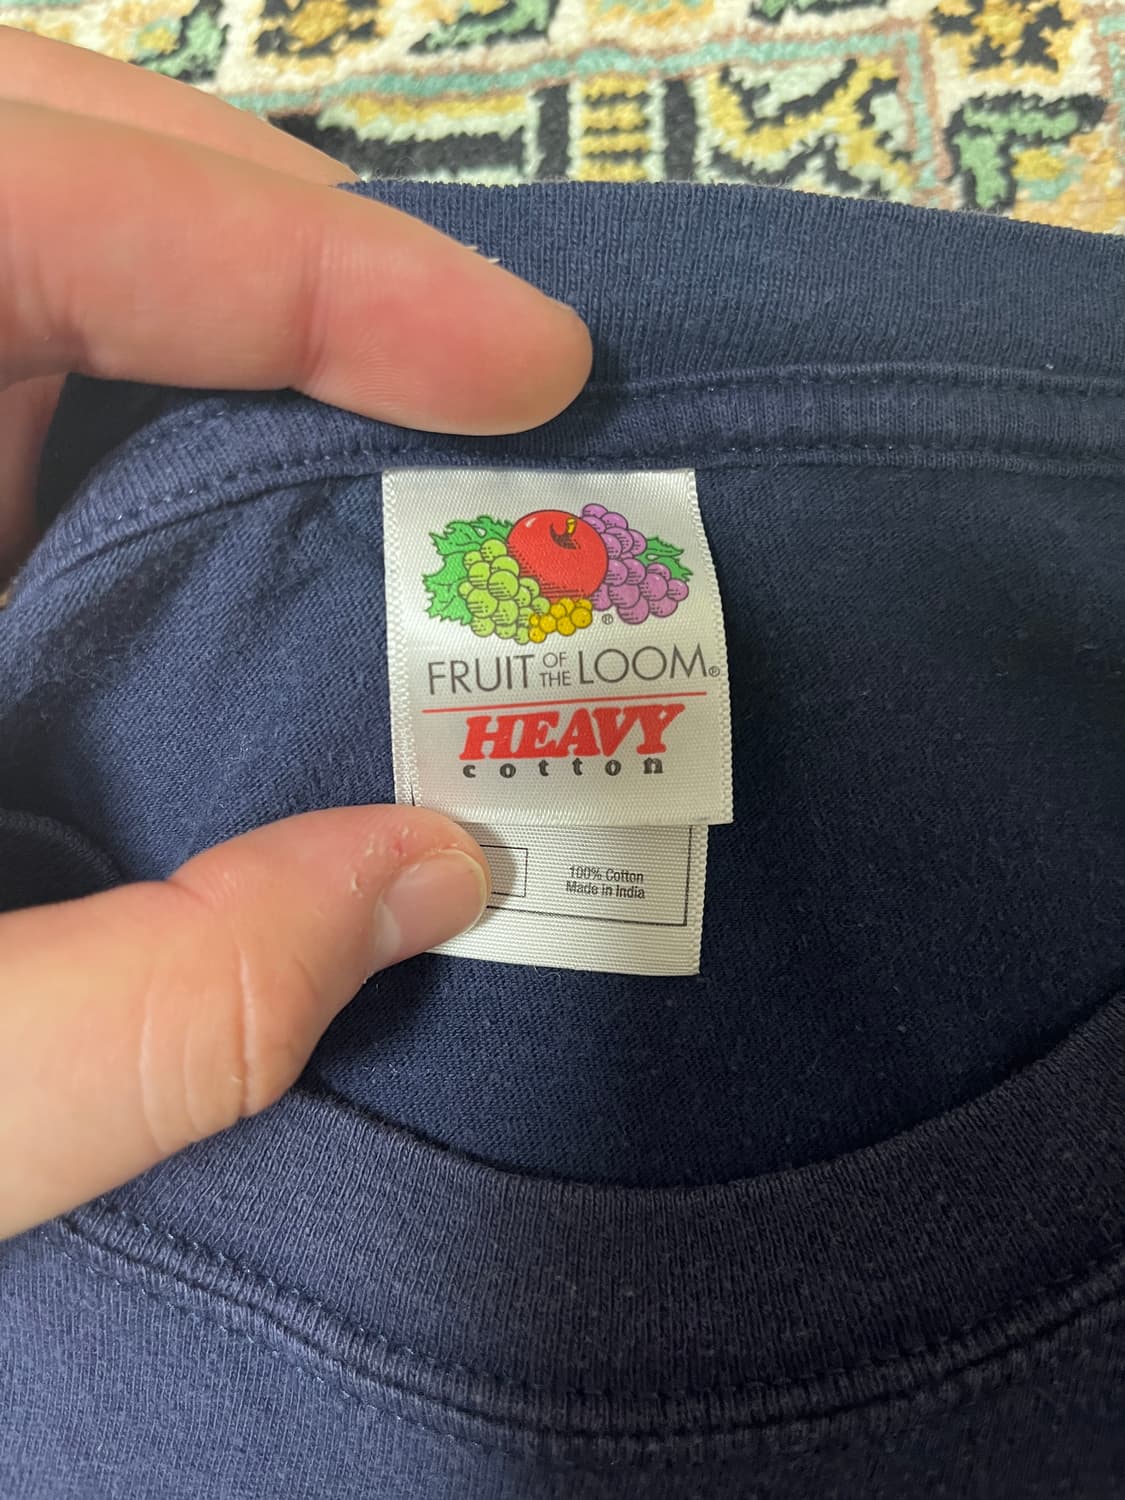 FRUIT OF THE LOOM®
HEAVY
cotton
100% Cotton
Made in India